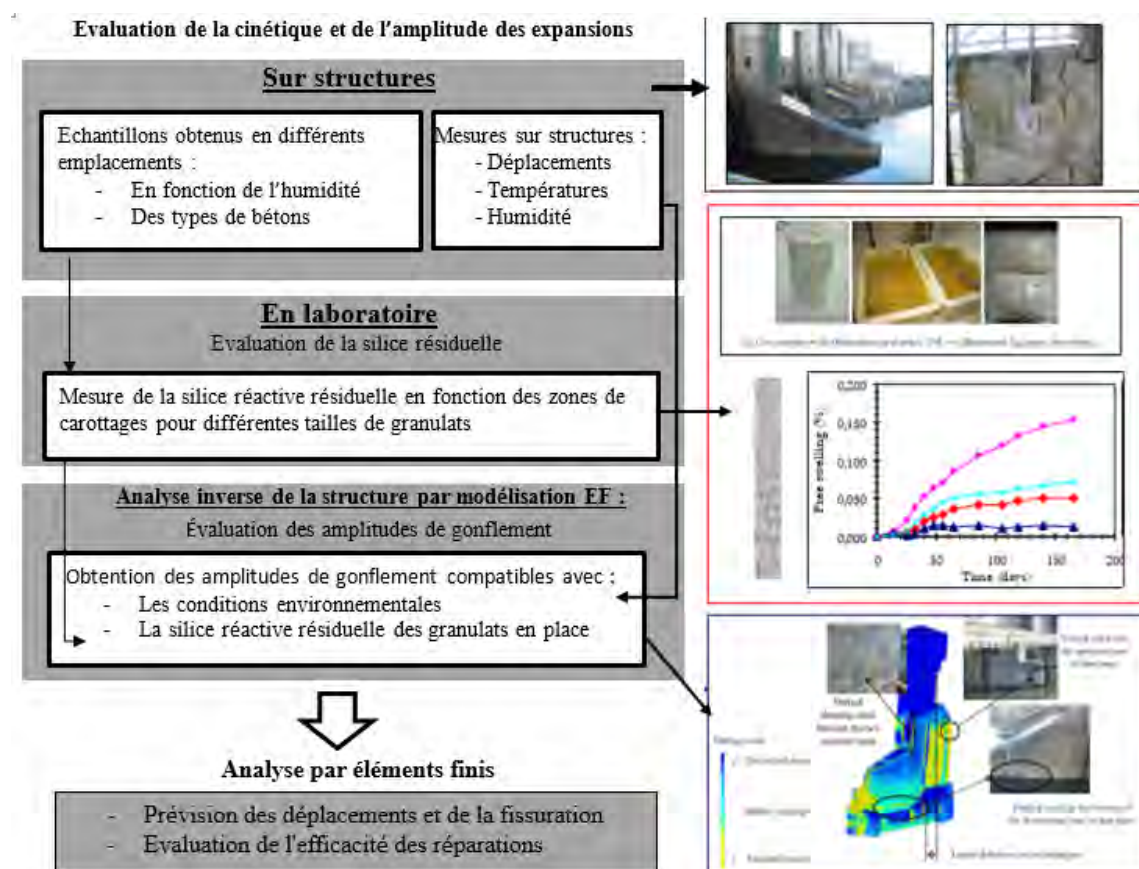 Evaluation de la cinétique et de l'amplitude des expansions
Sur structures
Echantillons obtenus en différents
emplacements :
- En fonction de l'humidité
- Des types de bétons
Mesures sur structures :
- Déplacements
- Températures
- Humidité
En laboratoire
Evaluation de la silice résiduelle
Mesure de la silice réactive résiduelle en fonction des zones de
carottages pour différentes tailles de granulats
Analyse inverse de la structure par modélisation EF :
Évaluation des amplitudes de gonflement
Obtention des amplitudes de gonflement compatibles avec :
- Les conditions environnementales
- La silice réactive résiduelle des granulats en place
Analyse par éléments finis
- Prévision des déplacements et de la fissuration
- Evaluation de l'efficacité des réparations
Free swelling (%)
0,200
0,150
0,100
0,050
0,000
0 50 100 150 200
Time (days)